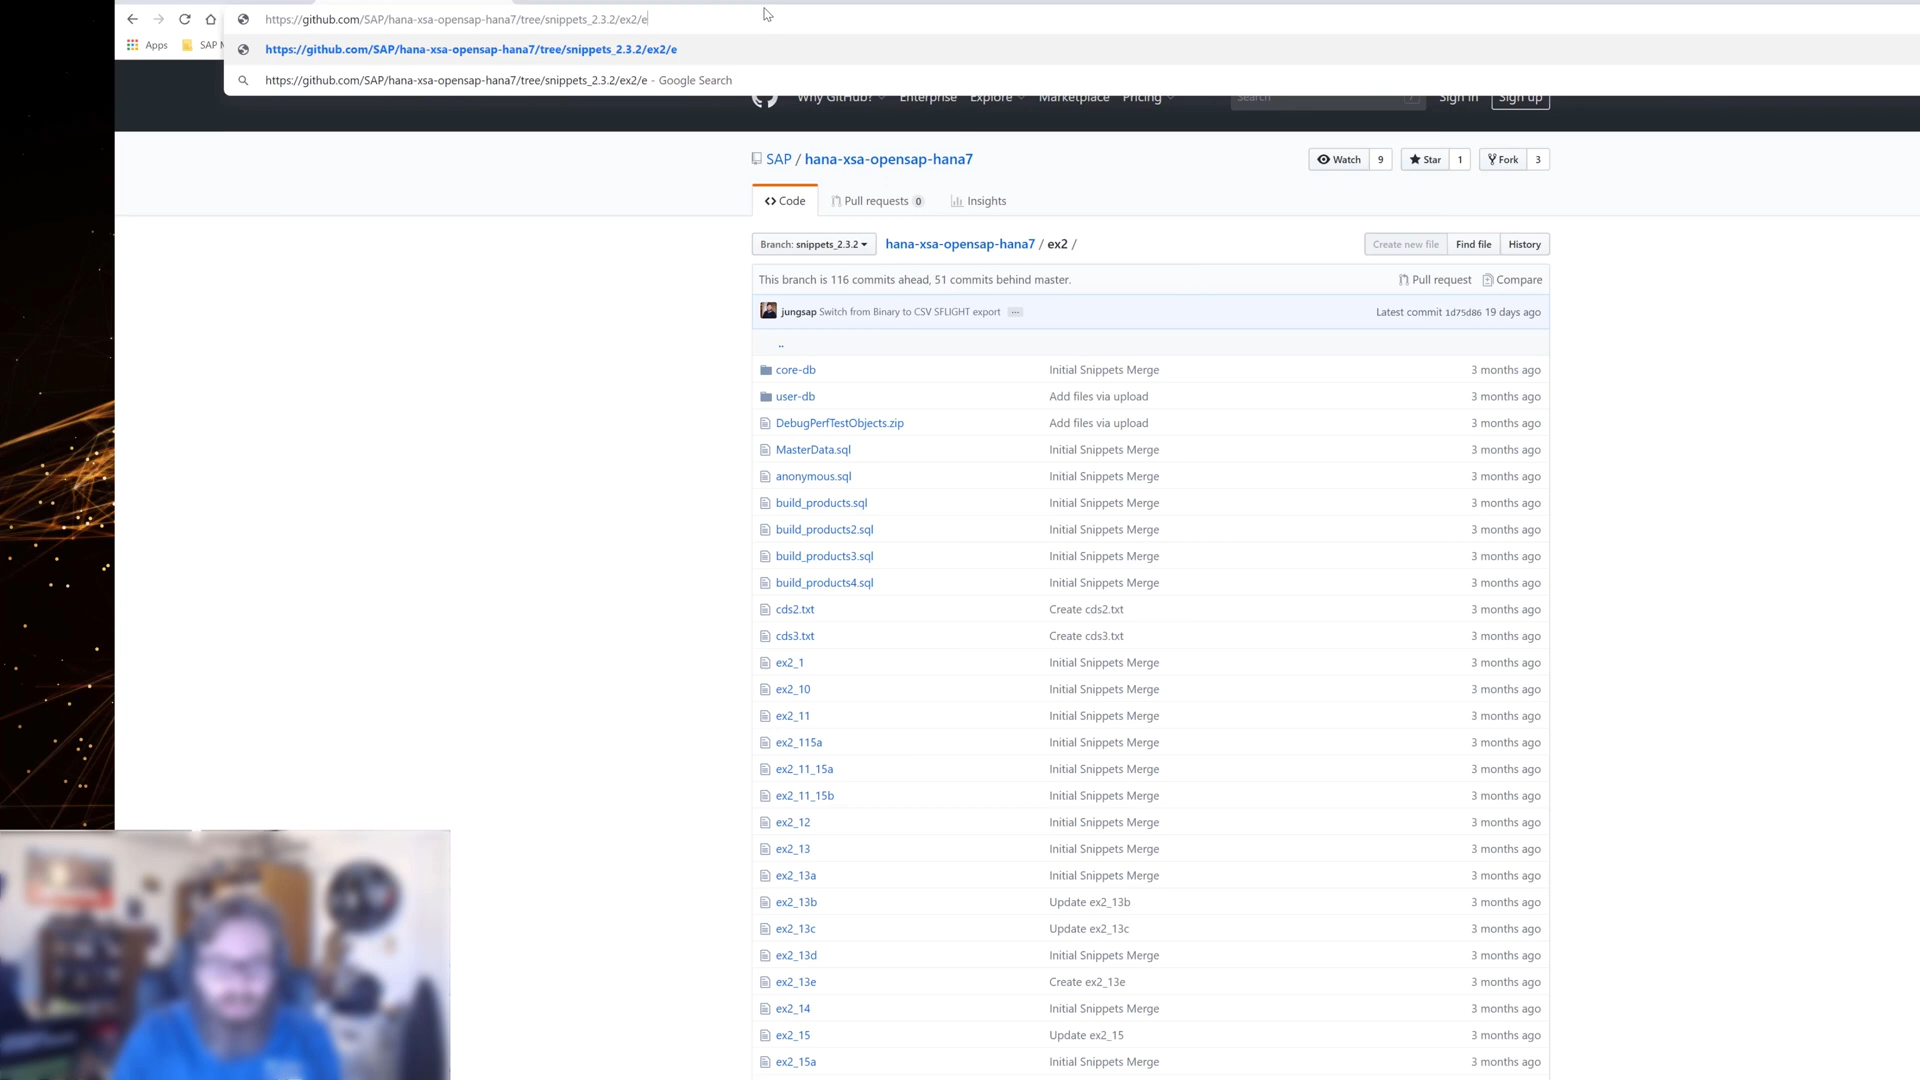 https://github.com/SAP/hana-xsa-opensap-hana7/tree/snippets_2.3.2/ex2/e
Apps SAP
https://github.com/SAP/hana-xsa-opensap-hana7/tree/snippets_2.3.2/ex2/e
https://github.com/SAP/hana-xsa-opensap-hana7/tree/snippets_2.3.2/ex2/e - Google Search
Why GitHub? Enterprise Explore Marketplace Pricing Search / Sign in Sign up
SAP / hana-xsa-opensap-hana7 Watch 9 Star 1 Fork 3
Code Pull requests 0 Insights
Branch: snippets_2.3.2 hana-xsa-opensap-hana7 / ex2 / Create new file Find file History
This branch is 116 commits ahead, 51 commits behind master. Pull request Compare
jungsap Switch from Binary to CSV SFLIGHT export ... Latest commit 1d75d86 19 days ago
..
core-db Initial Snippets Merge 3 months ago
user-db Add files via upload 3 months ago
DebugPerfTestObjects.zip Add files via upload 3 months ago
MasterData.sql Initial Snippets Merge 3 months ago
anonymous.sql Initial Snippets Merge 3 months ago
build_products.sql Initial Snippets Merge 3 months ago
build_products2.sql Initial Snippets Merge 3 months ago
build_products3.sql Initial Snippets Merge 3 months ago
build_products4.sql Initial Snippets Merge 3 months ago
cds2.txt Create cds2.txt 3 months ago
cds3.txt Create cds3.txt 3 months ago
ex2_1 Initial Snippets Merge 3 months ago
ex2_10 Initial Snippets Merge 3 months ago
ex2_11 Initial Snippets Merge 3 months ago
ex2_115a Initial Snippets Merge 3 months ago
ex2_11_15a Initial Snippets Merge 3 months ago
ex2_11_15b Initial Snippets Merge 3 months ago
ex2_12 Initial Snippets Merge 3 months ago
ex2_13 Initial Snippets Merge 3 months ago
ex2_13a Initial Snippets Merge 3 months ago
ex2_13b Update ex2_13b 3 months ago
ex2_13c Update ex2_13c 3 months ago
ex2_13d Initial Snippets Merge 3 months ago
ex2_13e Create ex2_13e 3 months ago
ex2_14 Initial Snippets Merge 3 months ago
ex2_15 Update ex2_15 3 months ago
ex2_15a Initial Snippets Merge 3 months ago